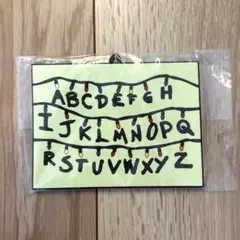 ABCDEFGH
IJKLMNOPQ
RSTUVWXYZ